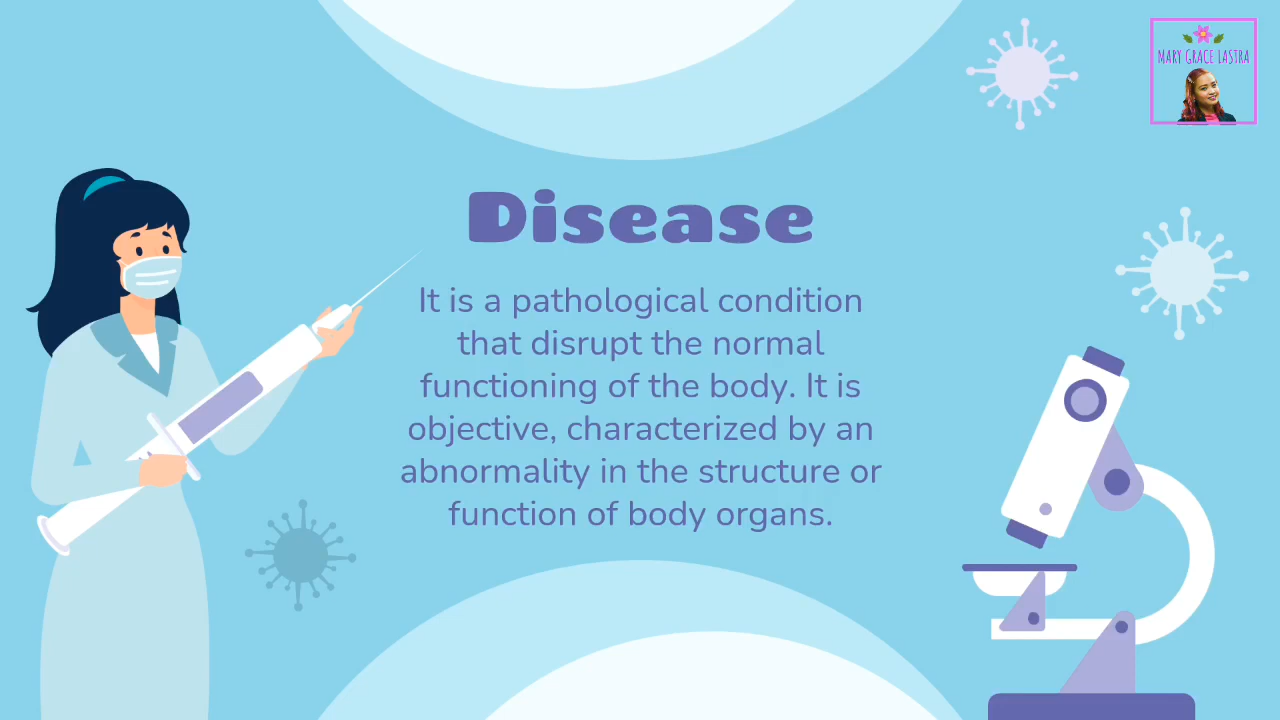 MARY GRACE LASTRA
Disease
It is a pathological condition
that disrupt the normal
functioning of the body. It is
objective, characterized by an
abnormality in the structure or
function of body organs.